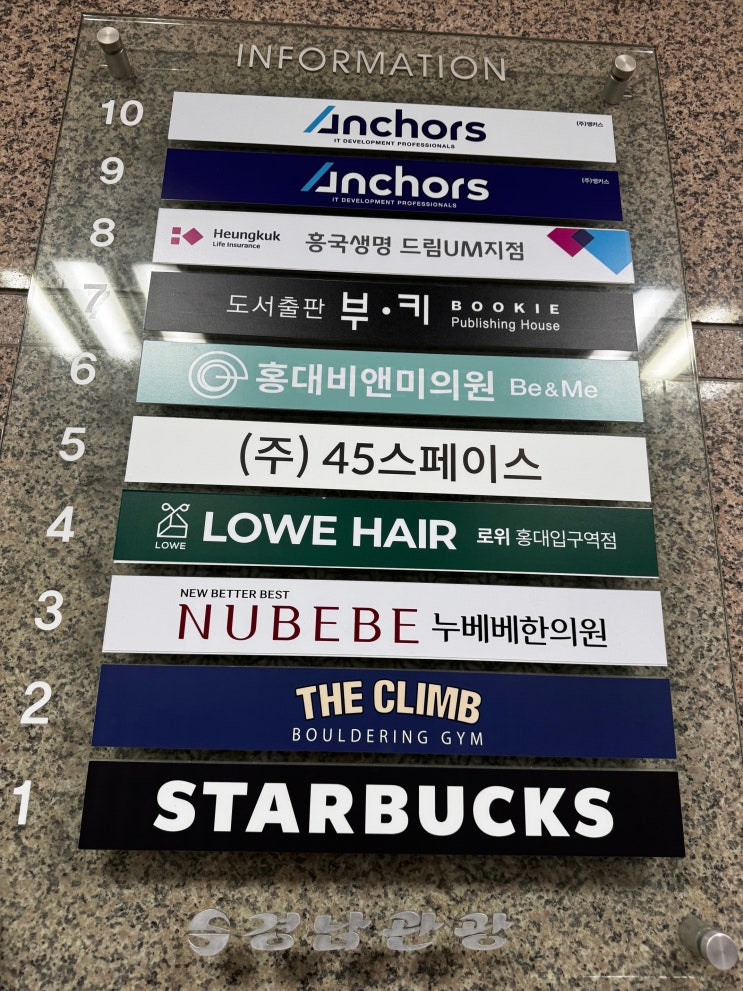 INFORMATION
10 Anchors (주)앵커스
IT DEVELOPMENT PROFESSIONALS
9 Anchors (주)앵커스
IT DEVELOPMENT PROFESSIONALS
8 Heungkuk Life Insurance 흥국생명 드림UM지점
7 도서출판 부·키 BOOKIE Publishing House
6 홍대비앤미의원 Be&Me
5 (주) 45스페이스
4 LOWE LOWE HAIR 로위 홍대입구역점
NEW BETTER BEST
3 NUBEBE 누베베한의원
2 THE CLIMB
BOULDERING GYM
1 STARBUCKS
경남관광